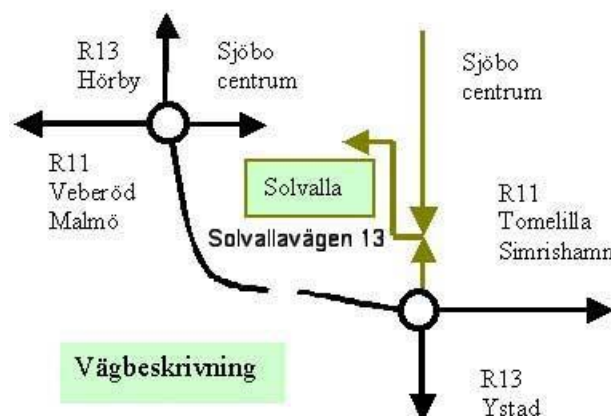 R13
Hörby
Sjöbo
centrum
Sjöbo
centrum
R11
Veberöd
Malmö
Solvalla
Solvallavägen 13
R11
Tomelilla
Simrishamn
Vägbeskrivning
R13
Ystad